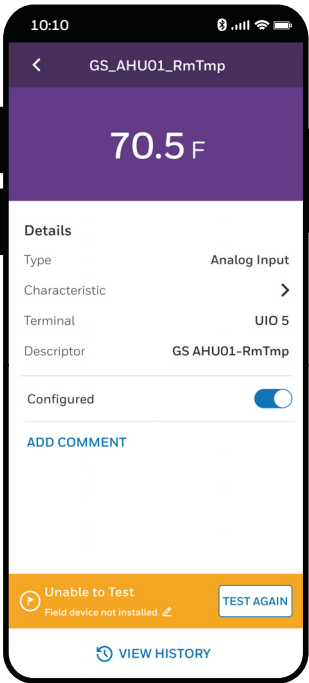 10:10
GS_AHU01_RmTmp
70.5 F
Details
Type Analog Input
Characteristic
Terminal UIO 5
Descriptor GS AHU01-RmTmp
Configured
ADD COMMENT
Unable to Test
Field device not installed
TEST AGAIN
VIEW HISTORY